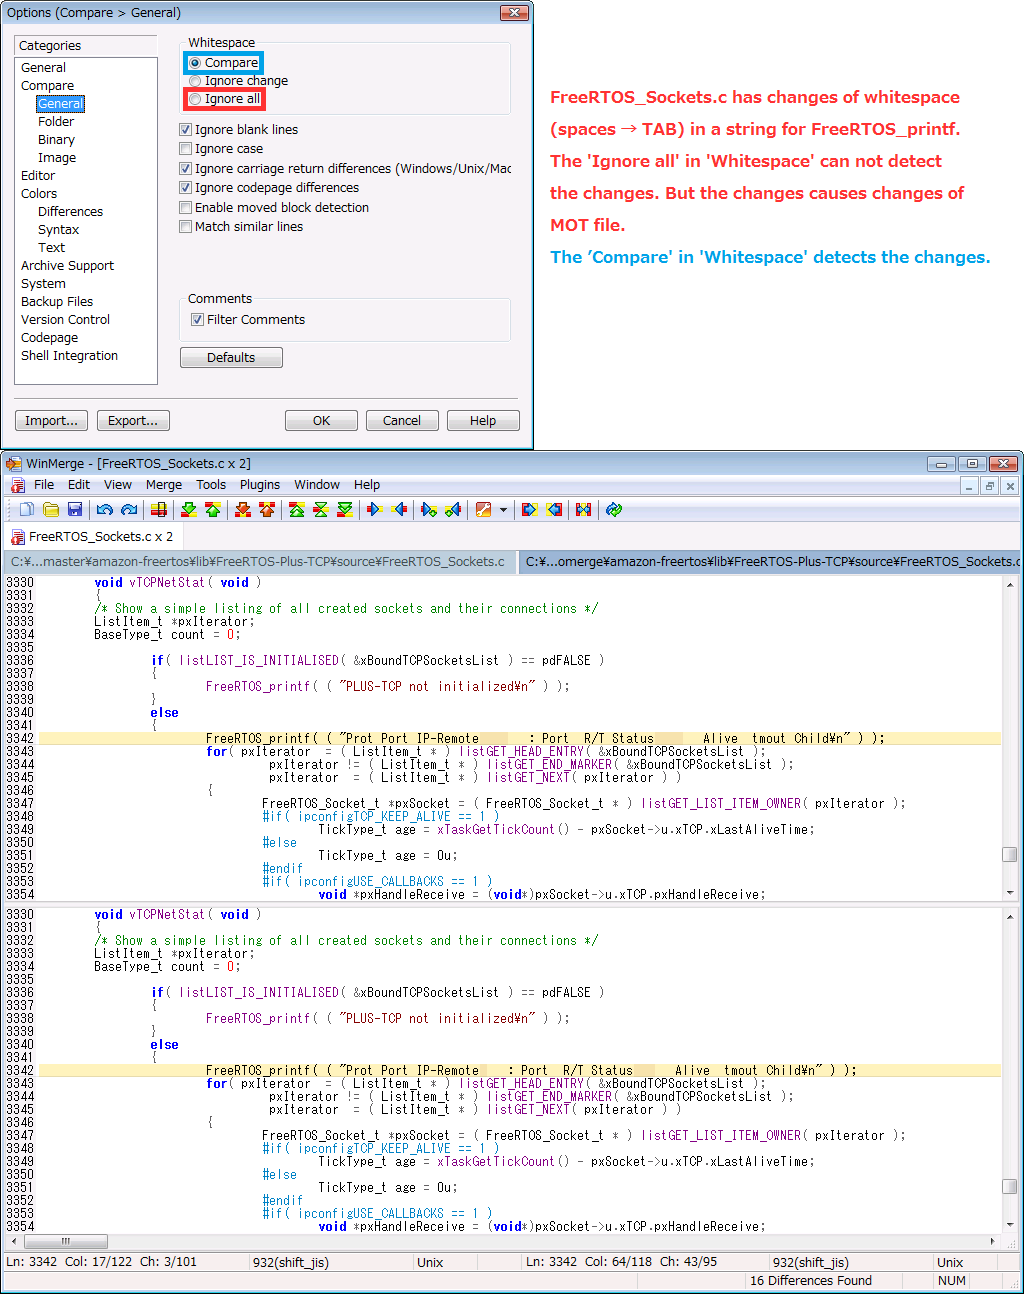 Options (Compare > General)
Categories
General
Compare
General
Folder
Binary
Image
Editor
Colors
Differences
Syntax
Text
Archive Support
System
Backup Files
Version Control
Codepage
Shell Integration
Whitespace
Compare
Ignore change
Ignore all
Ignore blank lines
Ignore case
Ignore carriage return differences (Windows/Unix/Mac
Ignore codepage differences
Enable moved block detection
Match similar lines
Comments
Filter Comments
Defaults
Import... Export... OK Cancel Help
FreeRTOS_Sockets.c has changes of whitespace
(spaces → TAB) in a string for FreeRTOS_printf.
The 'Ignore all' in 'Whitespace' can not detect
the changes. But the changes causes changes of
MOT file.
The ’Compare' in 'Whitespace' detects the changes.
WinMerge - [FreeRTOS_Sockets.c x 2]
File Edit View Merge Tools Plugins Window Help
FreeRTOS_Sockets.c x 2
C:¥...master¥amazon-freertos¥lib¥FreeRTOS-Plus-TCP¥source¥FreeRTOS_Sockets.c
C:¥...omerge¥amazon-freertos¥lib¥FreeRTOS-Plus-TCP¥source¥FreeRTOS_Sockets.c
3330 void vTCPNetStat( void )
3331 {
3332 /* Show a simple listing of all created sockets and their connections */
3333 ListItem_t *pxIterator;
3334 BaseType_t count = 0;
3335
3336 if( listLIST_IS_INITIALISED( &xBoundTCPSocketsList ) == pdFALSE )
3337 {
3338 FreeRTOS_printf( ( "PLUS-TCP not initialized¥n" ) );
3339 }
3340 else
3341 {
3342 FreeRTOS_printf( ( "Prot Port IP-Remote : Port R/T Status Alive tmout Child¥n" ) );
3343 for( pxIterator = ( ListItem_t * ) listGET_HEAD_ENTRY( &xBoundTCPSocketsList );
3344 pxIterator != ( ListItem_t * ) listGET_END_MARKER( &xBoundTCPSocketsList );
3345 pxIterator = ( ListItem_t * ) listGET_NEXT( pxIterator ) )
3346 {
3347 FreeRTOS_Socket_t *pxSocket = ( FreeRTOS_Socket_t * ) listGET_LIST_ITEM_OWNER( pxIterator );
3348 #if( ipconfigTCP_KEEP_ALIVE == 1 )
3349 TickType_t age = xTaskGetTickCount() - pxSocket->u.xTCP.xLastAliveTime;
3350 #else
3351 TickType_t age = 0u;
3352 #endif
3353 #if( ipconfigUSE_CALLBACKS == 1 )
3354 void *pxHandleReceive = (void*)pxSocket->u.xTCP.pxHandleReceive;
3330 void vTCPNetStat( void )
3331 {
3332 /* Show a simple listing of all created sockets and their connections */
3333 ListItem_t *pxIterator;
3334 BaseType_t count = 0;
3335
3336 if( listLIST_IS_INITIALISED( &xBoundTCPSocketsList ) == pdFALSE )
3337 {
3338 FreeRTOS_printf( ( "PLUS-TCP not initialized¥n" ) );
3339 }
3340 else
3341 {
3342 FreeRTOS_printf( ( "Prot Port IP-Remote : Port R/T Status Alive tmout Child¥n" ) );
3343 for( pxIterator = ( ListItem_t * ) listGET_HEAD_ENTRY( &xBoundTCPSocketsList );
3344 pxIterator != ( ListItem_t * ) listGET_END_MARKER( &xBoundTCPSocketsList );
3345 pxIterator = ( ListItem_t * ) listGET_NEXT( pxIterator ) )
3346 {
3347 FreeRTOS_Socket_t *pxSocket = ( FreeRTOS_Socket_t * ) listGET_LIST_ITEM_OWNER( pxIterator );
3348 #if( ipconfigTCP_KEEP_ALIVE == 1 )
3349 TickType_t age = xTaskGetTickCount() - pxSocket->u.xTCP.xLastAliveTime;
3350 #else
3351 TickType_t age = 0u;
3352 #endif
3353 #if( ipconfigUSE_CALLBACKS == 1 )
3354 void *pxHandleReceive = (void*)pxSocket->u.xTCP.pxHandleReceive;
Ln: 3342 Col: 17/122 Ch: 3/101 932(shift_jis) Unix Ln: 3342 Col: 64/118 Ch: 43/95 932(shift_jis) Unix
16 Differences Found NUM